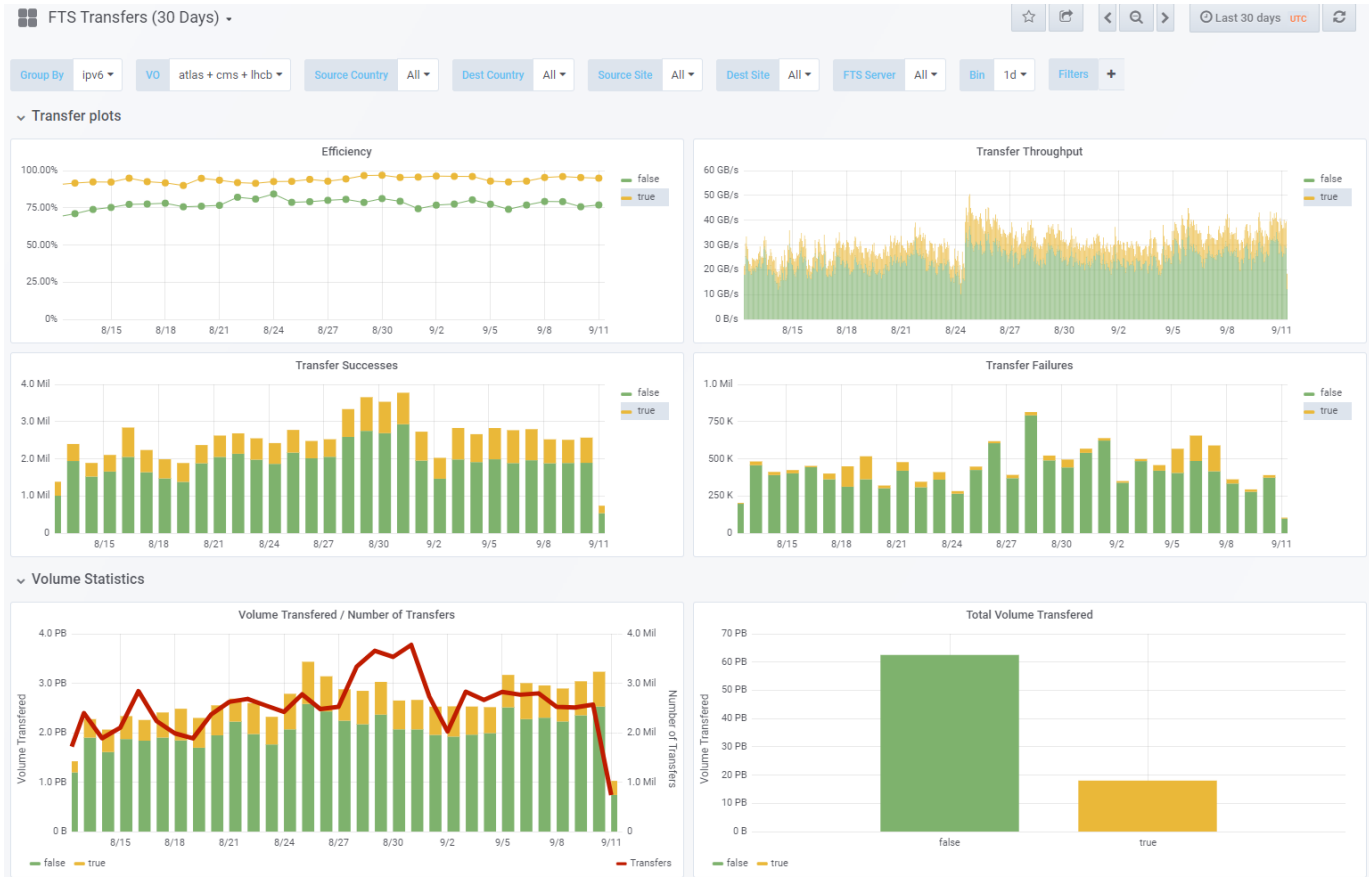 FTS Transfers (30 Days)
Last 30 days UTC
Group By ipv6 VO atlas + cms + lhcb Source Country All Dest Country All Source Site All Dest Site All FTS Server All Bin 1d Filters +
Transfer plots
Efficiency
100.00%
75.00%
50.00%
25.00%
0%
8/15 8/18 8/21 8/24 8/27 8/30 9/2 9/5 9/8 9/11
false
true
Transfer Throughput
60 GB/s
50 GB/s
40 GB/s
30 GB/s
20 GB/s
10 GB/s
0 B/s
8/15 8/18 8/21 8/24 8/27 8/30 9/2 9/5 9/8 9/11
false
true
Transfer Successes
4.0 Mil
3.0 Mil
2.0 Mil
1.0 Mil
0
8/15 8/18 8/21 8/24 8/27 8/30 9/2 9/5 9/8 9/11
false
true
Transfer Failures
1.0 Mil
750 K
500 K
250 K
0
8/15 8/18 8/21 8/24 8/27 8/30 9/2 9/5 9/8 9/11
false
true
Volume Statistics
Volume Transfered / Number of Transfers
Volume Transfered
4.0 PB
3.0 PB
2.0 PB
1.0 PB
0 B
4.0 Mil
3.0 Mil
2.0 Mil
1.0 Mil
0
Number of Transfers
8/15 8/18 8/21 8/24 8/27 8/30 9/2 9/5 9/8 9/11
false true Transfers
Total Volume Transfered
Volume Transfered
70 PB
60 PB
50 PB
40 PB
30 PB
20 PB
10 PB
0 B
false true
false true